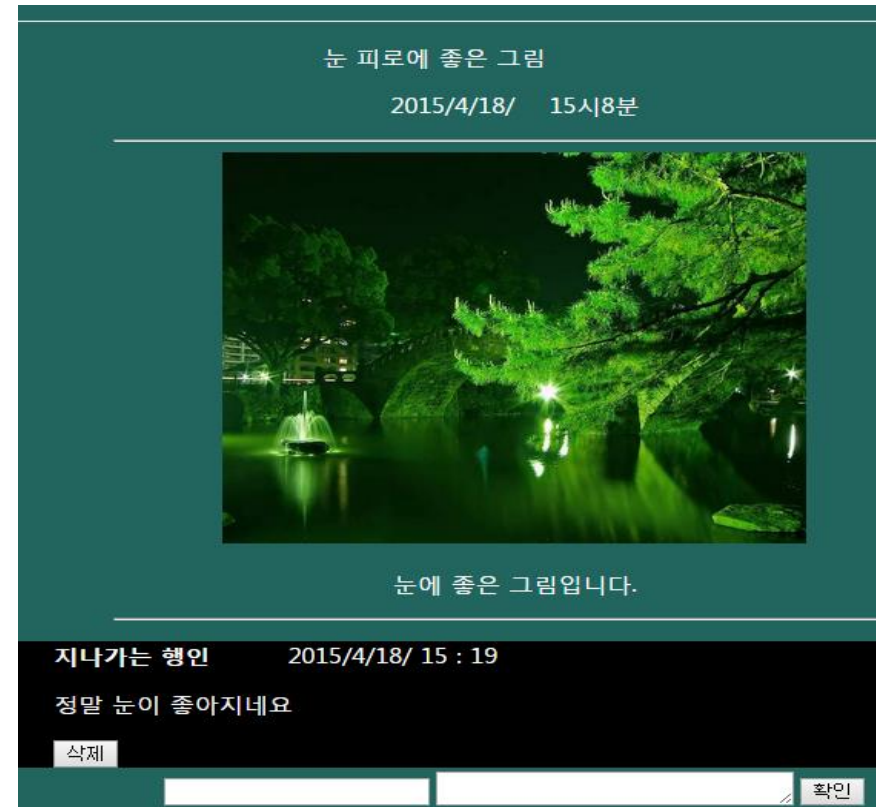 눈 피로에 좋은 그림
2015/4/18/ 15시8분
눈에 좋은 그림입니다.
지나가는 행인 2015/4/18/ 15 : 19
정말 눈이 좋아지네요
삭제
확인